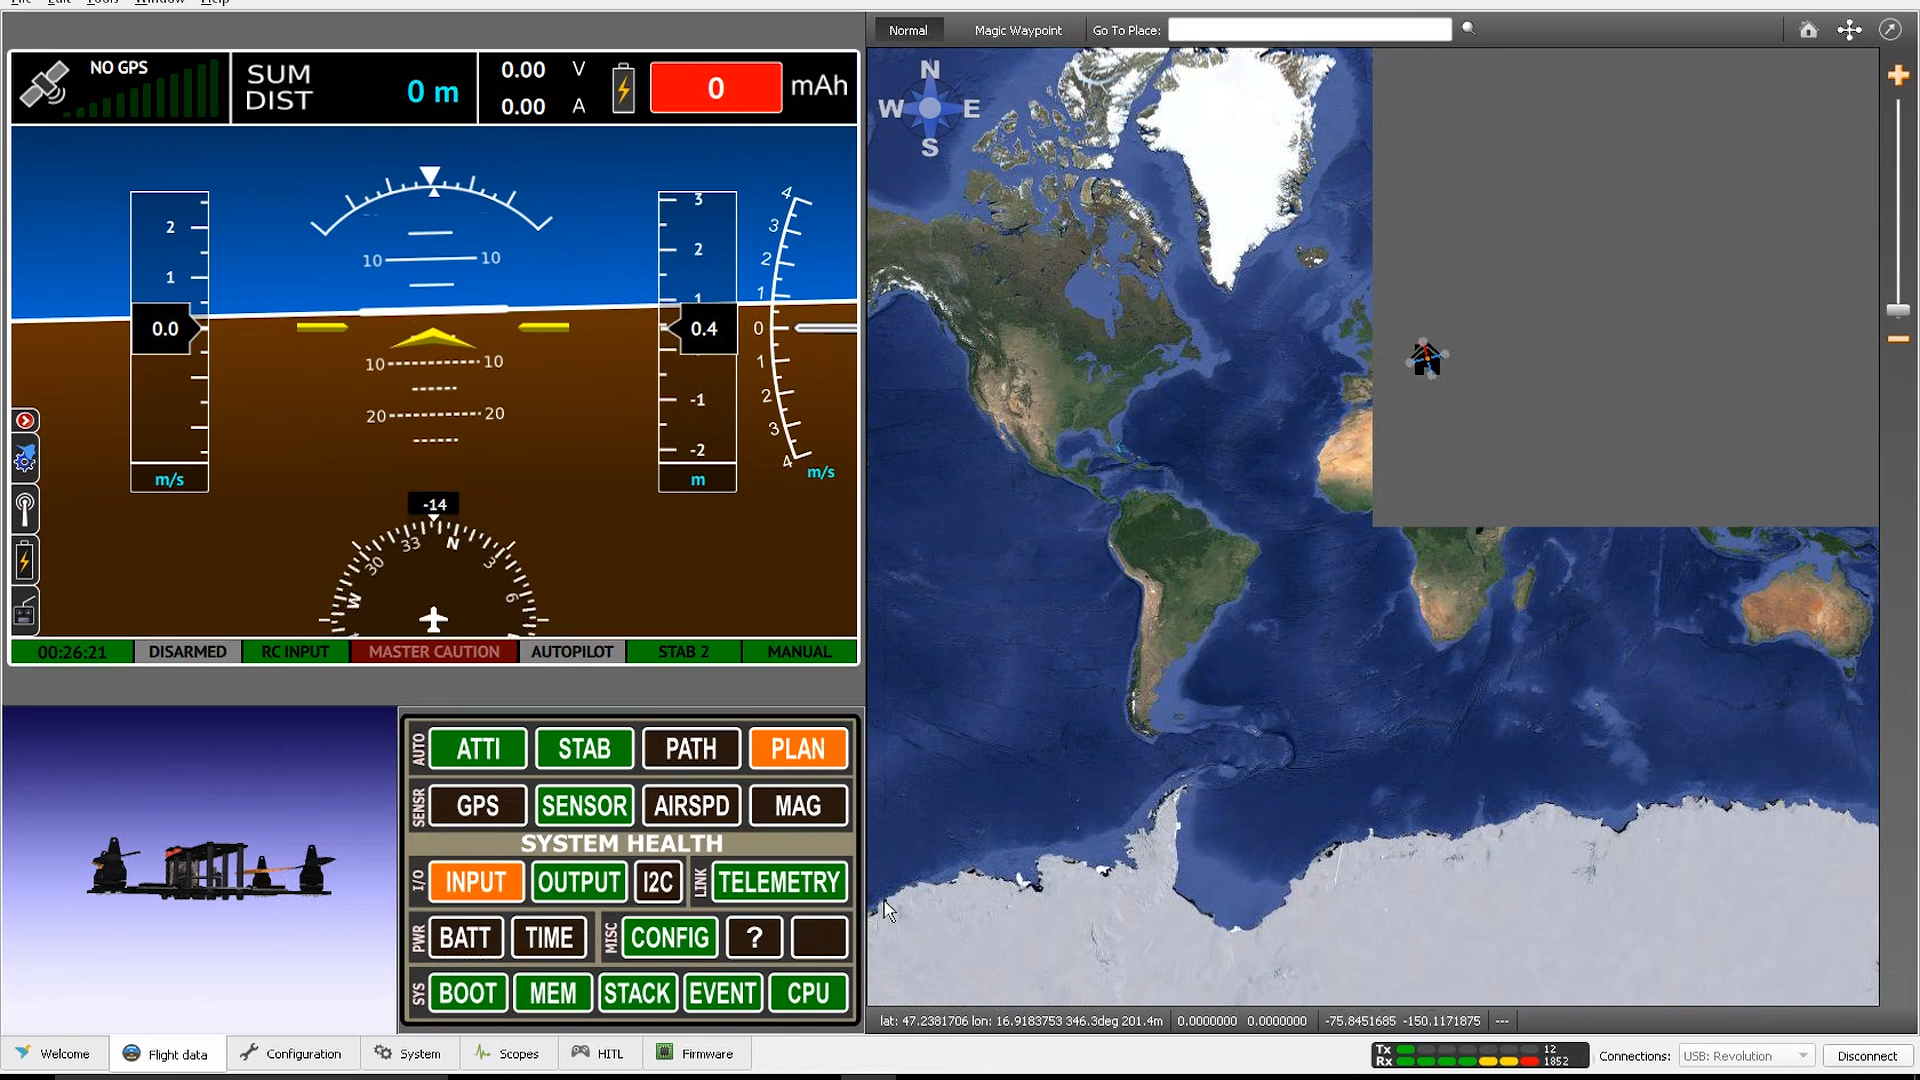 File Edit Tools Window Help
Normal Magic Waypoint Go To Place:
NO GPS
SUM
DIST
0 m
0.00 V
0.00 A
0
mAh
N
W E
S
2
1
0.0
m/s
10 10
10 10
20 20
3
2
1
0.4
-1
-2
m
4
3
2
1
0
1
2
3
4
m/s
-14
W 30 33 N 3 6
00:26:21 DISARMED RC INPUT MASTER CAUTION AUTOPILOT STAB 2 MANUAL
AUTO ATTI STAB PATH PLAN
SENSR GPS SENSOR AIRSPD MAG
SYSTEM HEALTH
I/O INPUT OUTPUT I2C LINK TELEMETRY
PWR BATT TIME MISC CONFIG ?
SYS BOOT MEM STACK EVENT CPU
lat: 47.2381706 lon: 16.9183753 346.3deg 201.4m 0.0000000 0.0000000 -75.8451685 -150.1171875 ---
Welcome Flight data Configuration System Scopes HITL Firmware
Tx 12
Rx 1852
Connections: USB: Revolution Disconnect